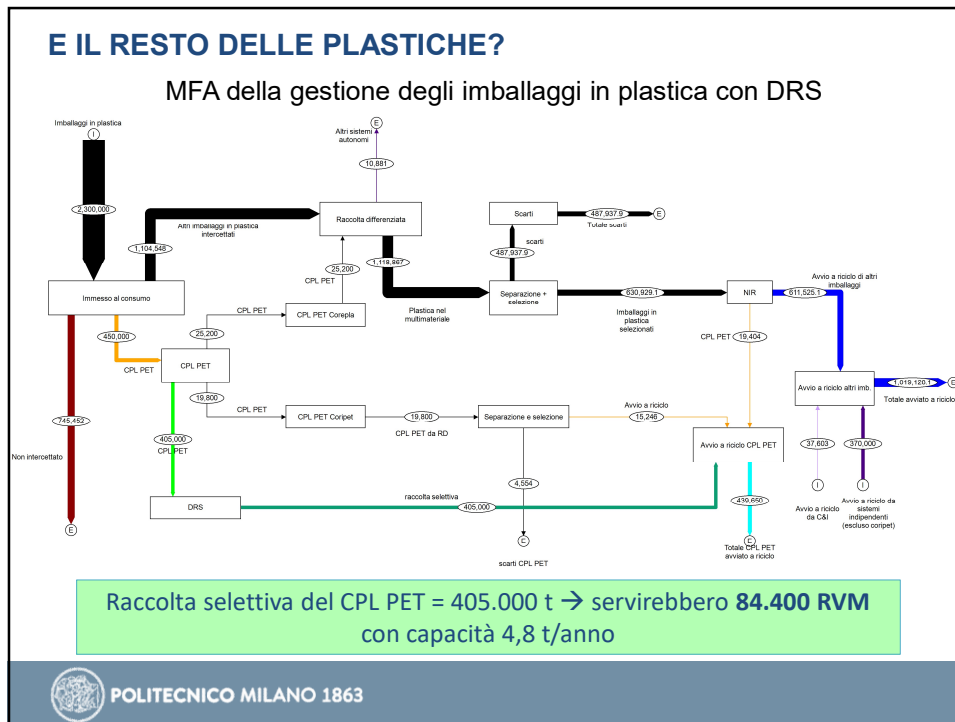 E IL RESTO DELLE PLASTICHE?
MFA della gestione degli imballaggi in plastica con DRS
Imballaggi in plastica
I
2,300,000
Immesso al consumo
745,452
Non intercettato
E
1,104,548
Altri imballaggi in plastica
intercettati
450,000
CPL PET
CPL PET
405,000
CPL PET
DRS
25,200
CPL PET
CPL PET Corepla
25,200
CPL PET
19,800
CPL PET
CPL PET Coripet
19,800
CPL PET da RD
E
Altri sistemi
autonomi
10,881
Raccolta differenziata
1,118,867
Plastica nel
multimateriale
Scarti
487,937.9
Totale scarti
E
scarti
487,937.9
Separazione +
selezione
630,929.1
Imballaggi in
plastica
selezionati
NIR
611,525.1
Avvio a riciclo di altri
imballaggi
CPL PET
19,404
Separazione e selezione
Avvio a riciclo
15,246
4,554
E
scarti CPL PET
raccolta selettiva
405,000
Avvio a riciclo CPL PET
439,650
E
Totale CPL PET
avviato a riciclo
Avvio a riciclo altri imb.
1,019,120.1
E
Totale avviato a riciclo
37,603
I
Avvio a riciclo
da C&I
370,000
I
Avvio a riciclo da
sistemi
indipendenti
(escluso coripet)
Raccolta selettiva del CPL PET = 405.000 t → servirebbero 84.400 RVM
con capacità 4,8 t/anno
POLITECNICO MILANO 1863